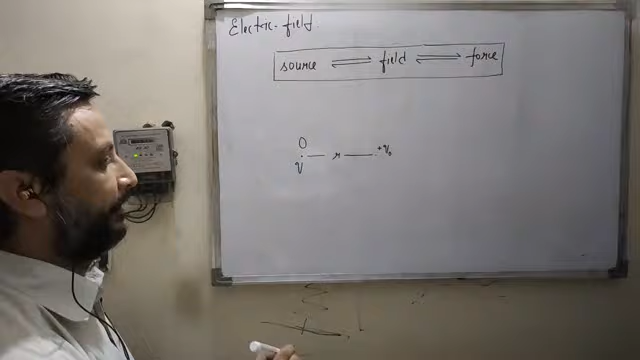 Electric-field.
source ⇌ field ⇌ force
O
q — r — +q₀